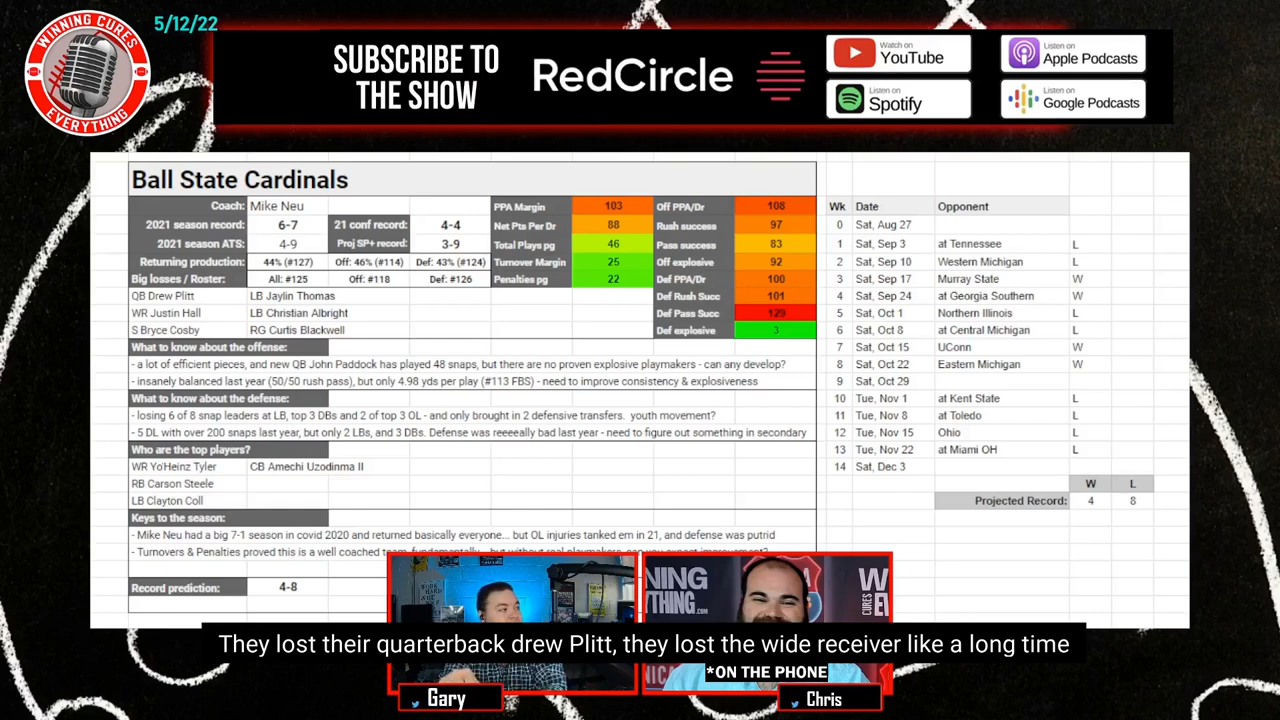 5/12/22
WINNING CURES
EVERYTHING
SUBSCRIBE TO
THE SHOW
RedCircle
Watch on
YouTube
Listen on
Spotify
Listen on
Apple Podcasts
Listen on
Google Podcasts
Ball State Cardinals
Coach: Mike Neu
2021 season record: 6-7 21 conf record: 4-4
2021 season ATS: 4-9 Proj SP+ record: 3-9
Returning production: 44% (#127) Off: 46% (#114) Def: 43% (#124)
Big losses / Roster: All: #125 Off: #118 Def: #126
QB Drew Plitt LB Jaylin Thomas
WR Justin Hall LB Christian Albright
S Bryce Cosby RG Curtis Blackwell
PPA Margin 103 Off PPA/Dr 108
Net Pts Per Dr 88 Rush success 97
Total Plays pg 46 Pass success 83
Turnover Margin 25 Off explosive 92
Penalties pg 22 Def PPA/Dr 100
Def Rush Succ 101
Def Pass Succ 129
Def explosive 3
What to know about the offense:
- a lot of efficient pieces, and new QB John Paddock has played 48 snaps, but there are no proven explosive playmakers - can any develop?
- insanely balanced last year (50/50 rush pass), but only 4.98 yds per play (#113 FBS) - need to improve consistency & explosiveness
What to know about the defense:
- losing 6 of 8 snap leaders at LB, top 3 DBs and 2 of top 3 OL - and only brought in 2 defensive transfers. youth movement?
- 5 DL with over 200 snaps last year, but only 2 LBs, and 3 DBs. Defense was reeeeally bad last year - need to figure out something in secondary
Who are the top players?
WR Yo'Heinz Tyler CB Amechi Uzodinma II
RB Carson Steele
LB Clayton Coll
Keys to the season:
- Mike Neu had a big 7-1 season in covid 2020 and returned basically everyone... but OL injuries tanked em in 21, and defense was putrid
- Turnovers & Penalties proved this is a well coached team, fundamentally... but without real playmakers, can you expect improvement?
Record prediction: 4-8
Wk Date Opponent
0 Sat, Aug 27
1 Sat, Sep 3 at Tennessee L
2 Sat, Sep 10 Western Michigan L
3 Sat, Sep 17 Murray State W
4 Sat, Sep 24 at Georgia Southern W
5 Sat, Oct 1 Northern Illinois L
6 Sat, Oct 8 at Central Michigan L
7 Sat, Oct 15 UConn W
8 Sat, Oct 22 Eastern Michigan W
9 Sat, Oct 29
10 Tue, Nov 1 at Kent State L
11 Tue, Nov 8 at Toledo L
12 Tue, Nov 15 Ohio L
13 Tue, Nov 22 at Miami OH L
14 Sat, Dec 3
W L
Projected Record: 4 8
They lost their quarterback drew Plitt, they lost the wide receiver like a long time
*ON THE PHONE
Gary
Chris